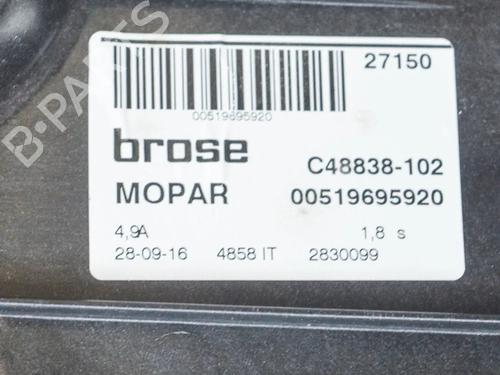 27150
00519695920
brose
C48838-102
MOPAR 00519695920
4,9A 1,8 s
28-09-16 4858 IT 2830099
B-PARTS